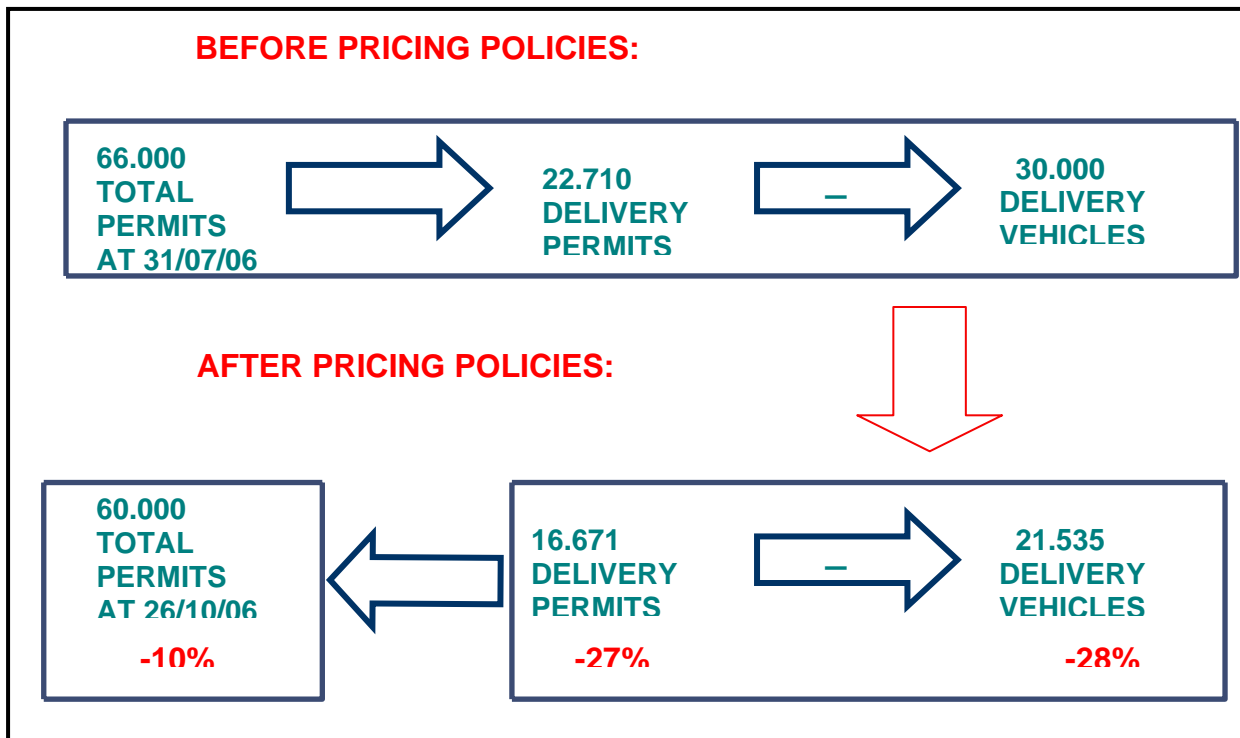 BEFORE PRICING POLICIES:
66.000
TOTAL
PERMITS
AT 31/07/06
22.710
DELIVERY
PERMITS
–
30.000
DELIVERY
VEHICLES
AFTER PRICING POLICIES:
60.000
TOTAL
PERMITS
AT 26/10/06
-10%
16.671
DELIVERY
PERMITS
-27%
–
21.535
DELIVERY
VEHICLES
-28%